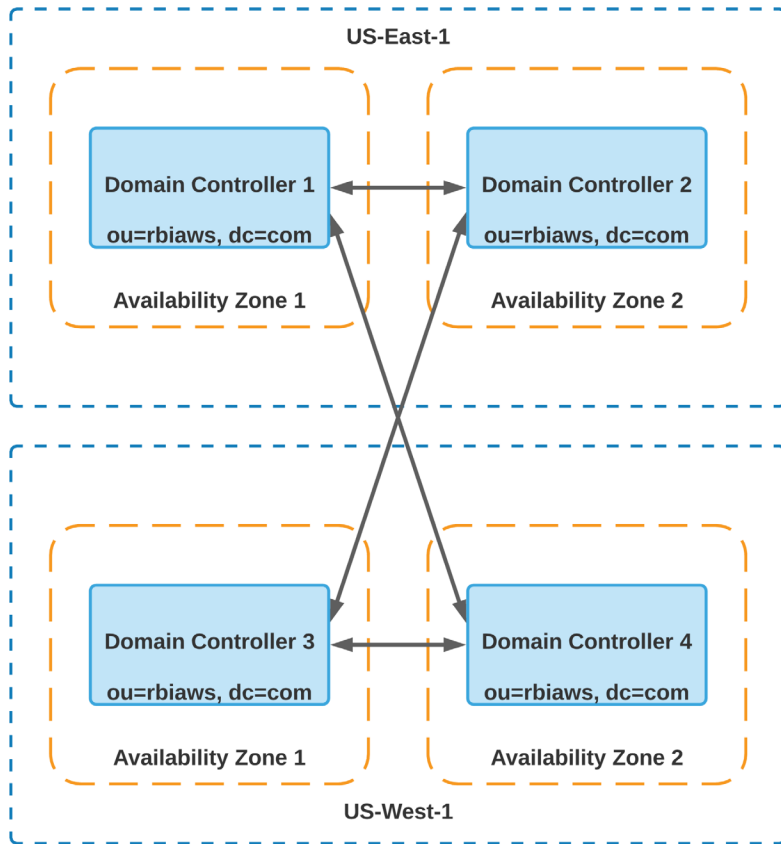 US-East-1
Domain Controller 1
ou=rbiaws, dc=com
Availability Zone 1
Domain Controller 2
ou=rbiaws, dc=com
Availability Zone 2
Domain Controller 3
ou=rbiaws, dc=com
Availability Zone 1
Domain Controller 4
ou=rbiaws, dc=com
Availability Zone 2
US-West-1